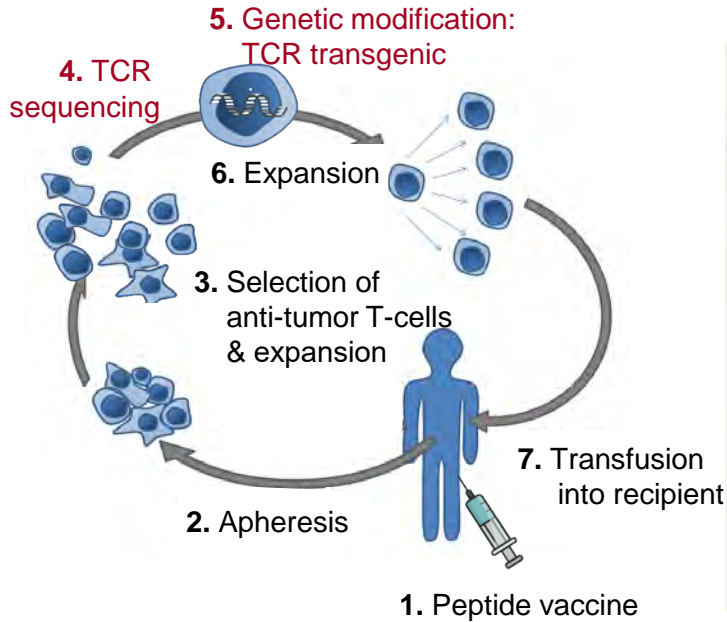 5. Genetic modification:
TCR transgenic
4. TCR
sequencing
6. Expansion
3. Selection of
anti-tumor T-cells
& expansion
7. Transfusion
into recipient
2. Apheresis
1. Peptide vaccine